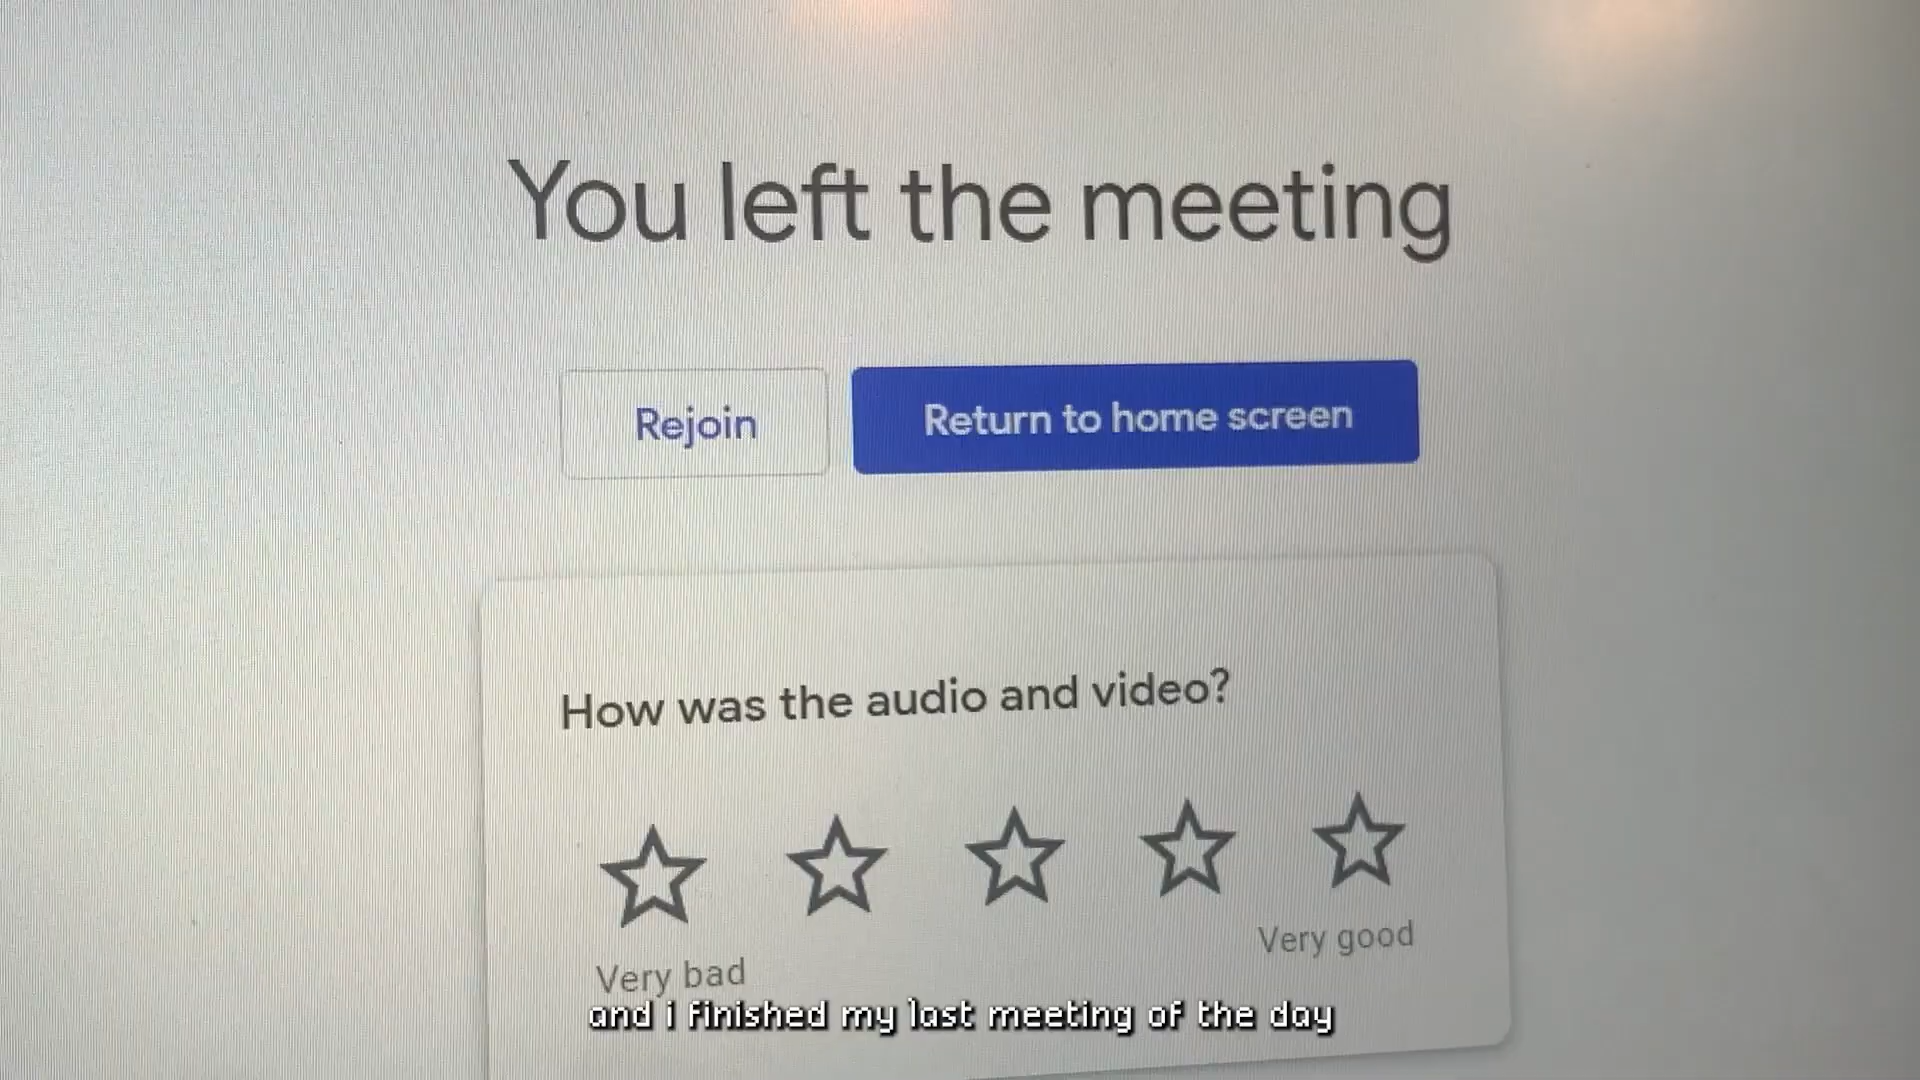 You left the meeting
Rejoin
Return to home screen
How was the audio and video?
Very bad
Very good
and i finished my last meeting of the day